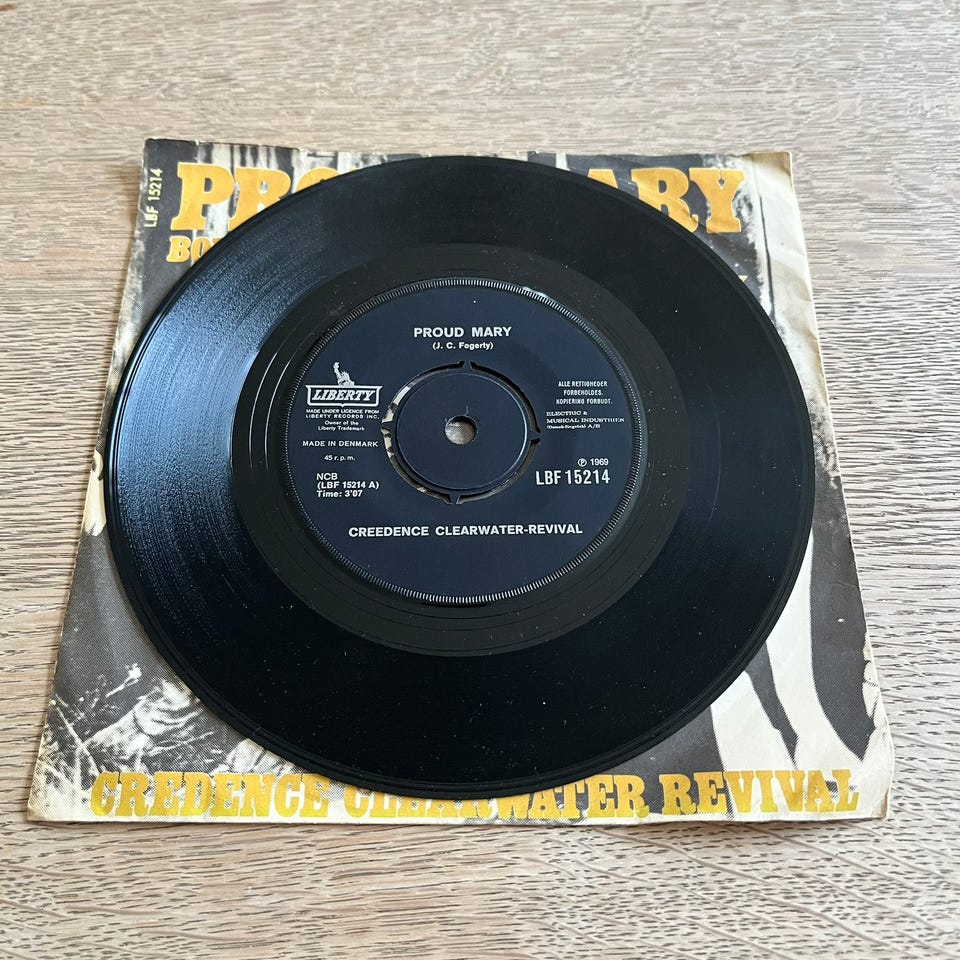 LBF 15214
CREDENCE CLEARWATER REVIVAL
PROUD MARY
(J. C. Fogerty)
LIBERTY
MADE UNDER LICENCE FROM
LIBERTY RECORDS INC.
Owner of the
Liberty Trademark
MADE IN DENMARK
45 r. p. m.
NCB
(LBF 15214 A)
Time: 3'07
ALLE RETTIGHEDER
FORBEHOLDES.
KOPIERING FORBUDT.
ELECTRIC &
MUSICAL INDUSTRIES
(Dansk-Engelsk) A/S
Ⓟ 1969
LBF 15214
CREEDENCE CLEARWATER-REVIVAL